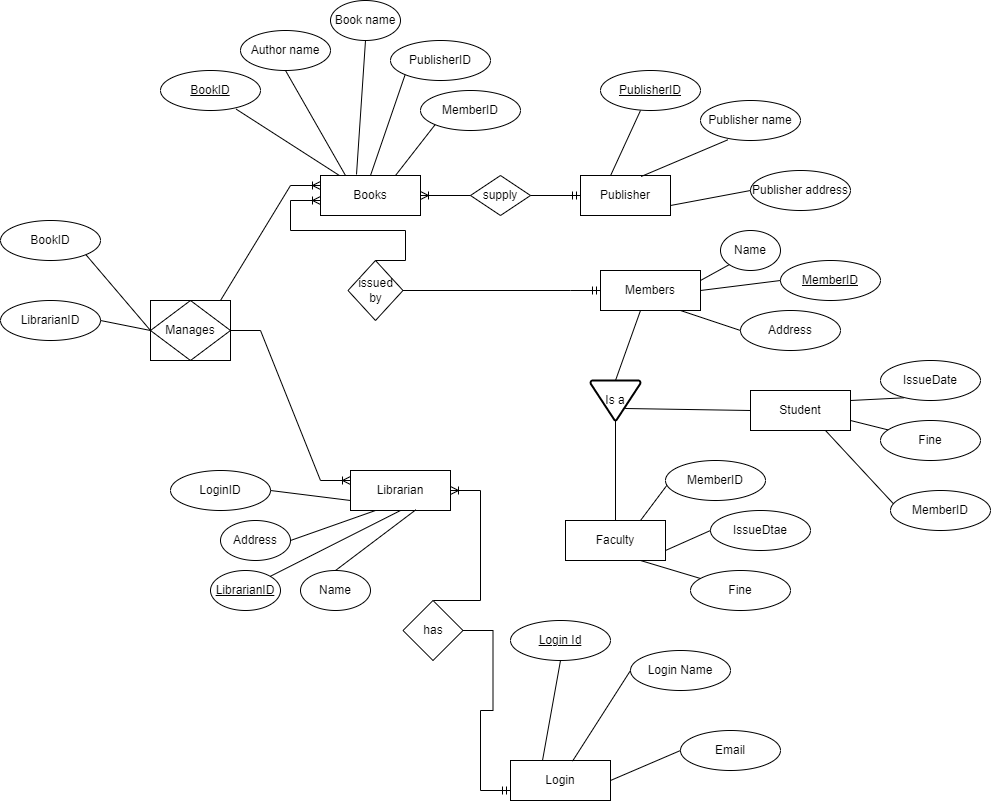 Book name
Author name
PublisherID
BookID
PublisherID
MemberID
Publisher name
Books
supply
Publisher
Publisher address
BookID
Name
issued
by
Members
MemberID
LibrarianID
Manages
Address
IssueDate
Is a
Student
Fine
LoginID
Librarian
MemberID
MemberID
Address
Faculty
IssueDtae
LibrarianID
Name
Fine
has
Login Id
Login Name
Email
Login